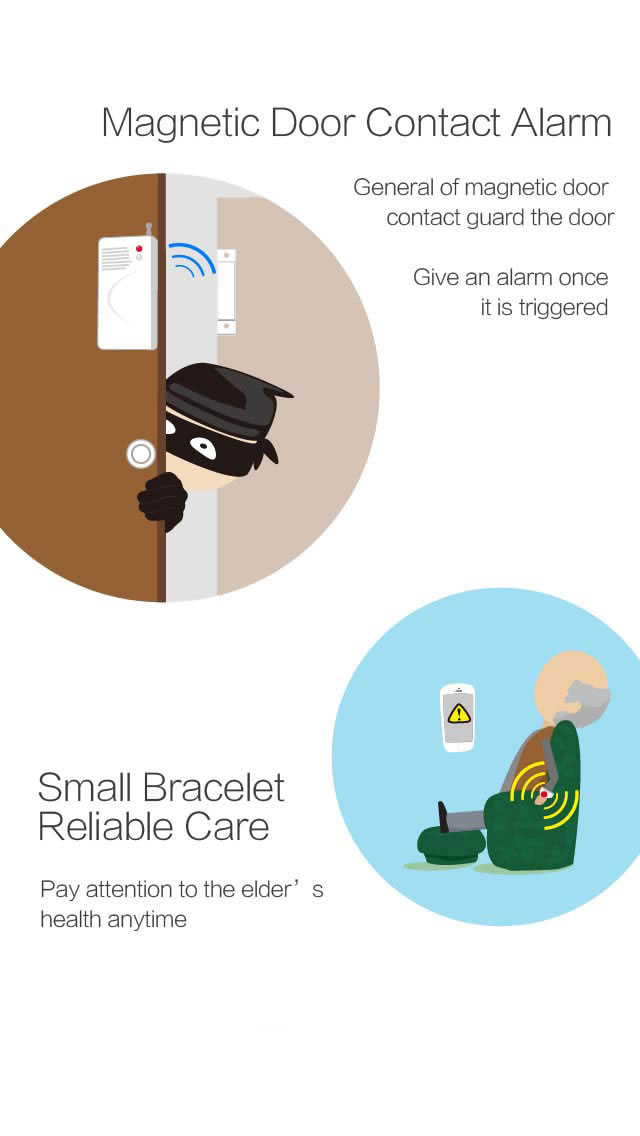 Magnetic Door Contact Alarm
General of magnetic door
contact guard the door
Give an alarm once
it is triggered
Small Bracelet
Reliable Care
Pay attention to the elder’s
health anytime